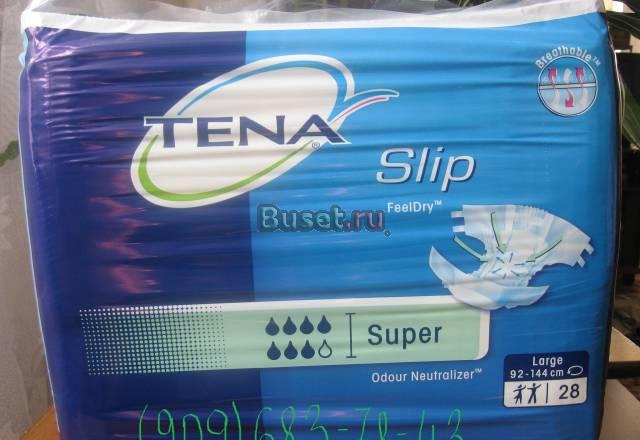 Breathable™
TENA®
Slip
FeelDry™
Buset.ru
Super
Odour Neutralizer™
Large
92-144 cm
28
(909)683-78-43